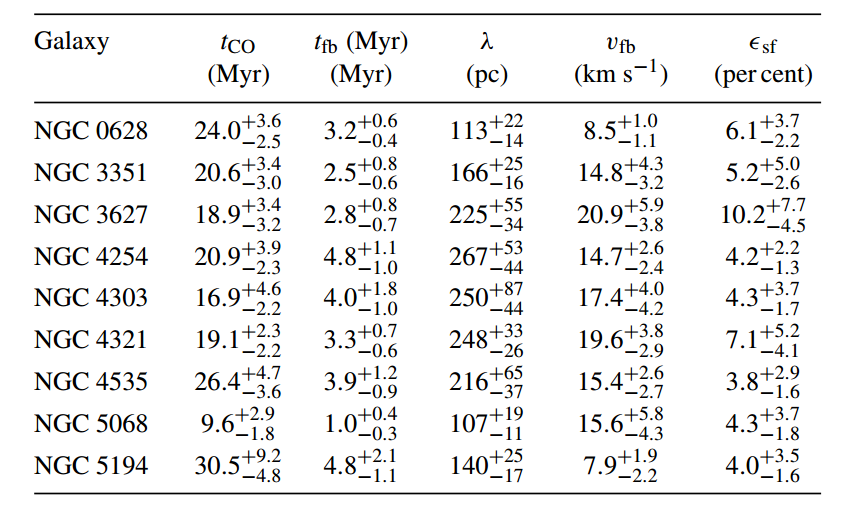 Galaxy t_CO t_fb (Myr) λ v_fb ϵ_sf
(Myr) (Myr) (pc) (km s⁻¹) (per cent)
NGC 0628 24.0^{+3.6}_{−2.5} 3.2^{+0.6}_{−0.4} 113^{+22}_{−14} 8.5^{+1.0}_{−1.1} 6.1^{+3.7}_{−2.2}
NGC 3351 20.6^{+3.4}_{−3.0} 2.5^{+0.8}_{−0.6} 166^{+25}_{−16} 14.8^{+4.3}_{−3.2} 5.2^{+5.0}_{−2.6}
NGC 3627 18.9^{+3.4}_{−3.2} 2.8^{+0.8}_{−0.7} 225^{+55}_{−34} 20.9^{+5.9}_{−3.8} 10.2^{+7.7}_{−4.5}
NGC 4254 20.9^{+3.9}_{−2.3} 4.8^{+1.1}_{−1.0} 267^{+53}_{−44} 14.7^{+2.6}_{−2.4} 4.2^{+2.2}_{−1.3}
NGC 4303 16.9^{+4.6}_{−2.2} 4.0^{+1.8}_{−1.0} 250^{+87}_{−44} 17.4^{+4.0}_{−4.2} 4.3^{+3.7}_{−1.7}
NGC 4321 19.1^{+2.3}_{−2.2} 3.3^{+0.7}_{−0.6} 248^{+33}_{−26} 19.6^{+3.8}_{−2.9} 7.1^{+5.2}_{−4.1}
NGC 4535 26.4^{+4.7}_{−3.6} 3.9^{+1.2}_{−0.9} 216^{+65}_{−37} 15.4^{+2.6}_{−2.7} 3.8^{+2.9}_{−1.6}
NGC 5068 9.6^{+2.9}_{−1.8} 1.0^{+0.4}_{−0.3} 107^{+19}_{−11} 15.6^{+5.8}_{−4.3} 4.3^{+3.7}_{−1.8}
NGC 5194 30.5^{+9.2}_{−4.8} 4.8^{+2.1}_{−1.1} 140^{+25}_{−17} 7.9^{+1.9}_{−2.2} 4.0^{+3.5}_{−1.6}